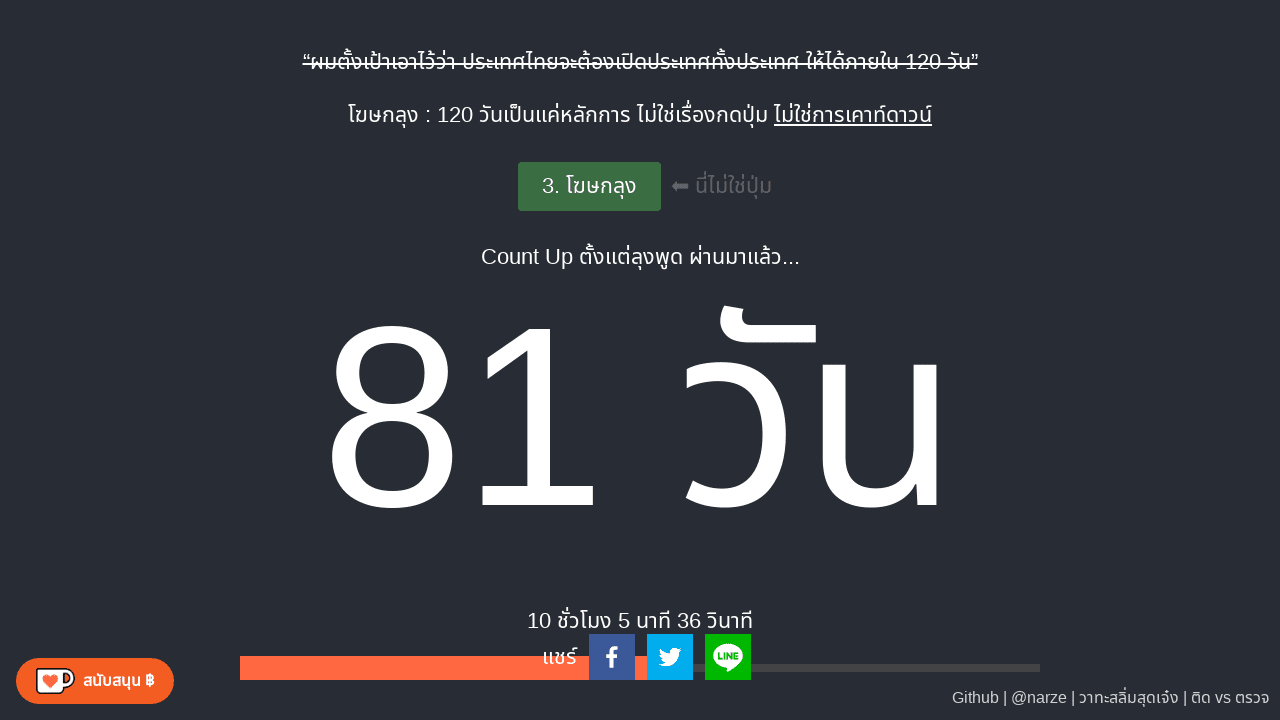 “ผมตั้งเป้าเอาไว้ว่า ประเทศไทยจะต้องเปิดประเทศทั้งประเทศ ให้ได้ภายใน 120 วัน”
โฆษกลุง : 120 วันเป็นแค่หลักการ ไม่ใช่เรื่องกดปุ่ม ไม่ใช่การเคาท์ดาวน์
3. โฆษกลุง ⬅ นี่ไม่ใช่ปุ่ม
Count Up ตั้งแต่ลุงพูด ผ่านมาแล้ว...
81 วัน
10 ชั่วโมง 5 นาที 36 วินาที
แชร์
LINE
สนับสนุน ฿
Github | @narze | วาทะสลิ่มสุดเจ๋ง | ติด vs ตรวจ